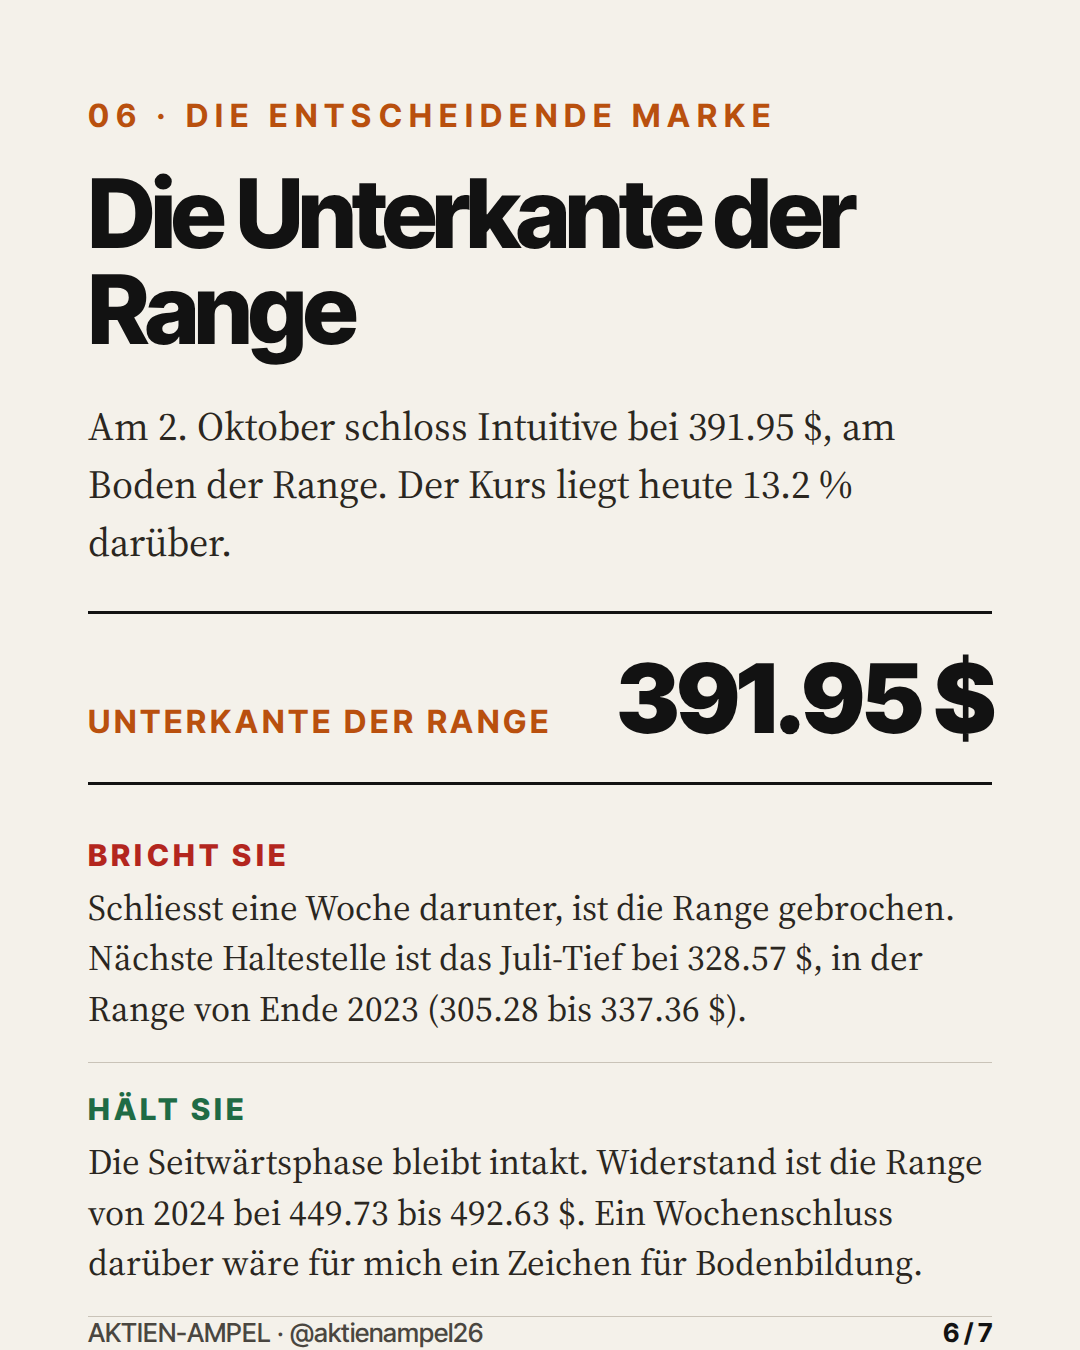 06 · DIE ENTSCHEIDENDE MARKE
Die Unterkante der
Range
Am 2. Oktober schloss Intuitive bei 391.95 $, am
Boden der Range. Der Kurs liegt heute 13.2 %
darüber.
UNTERKANTE DER RANGE 391.95 $
BRICHT SIE
Schliesst eine Woche darunter, ist die Range gebrochen.
Nächste Haltestelle ist das Juli-Tief bei 328.57 $, in der
Range von Ende 2023 (305.28 bis 337.36 $).
HÄLT SIE
Die Seitwärtsphase bleibt intakt. Widerstand ist die Range
von 2024 bei 449.73 bis 492.63 $. Ein Wochenschluss
darüber wäre für mich ein Zeichen für Bodenbildung.
AKTIEN-AMPEL · @aktienampel26 6/7